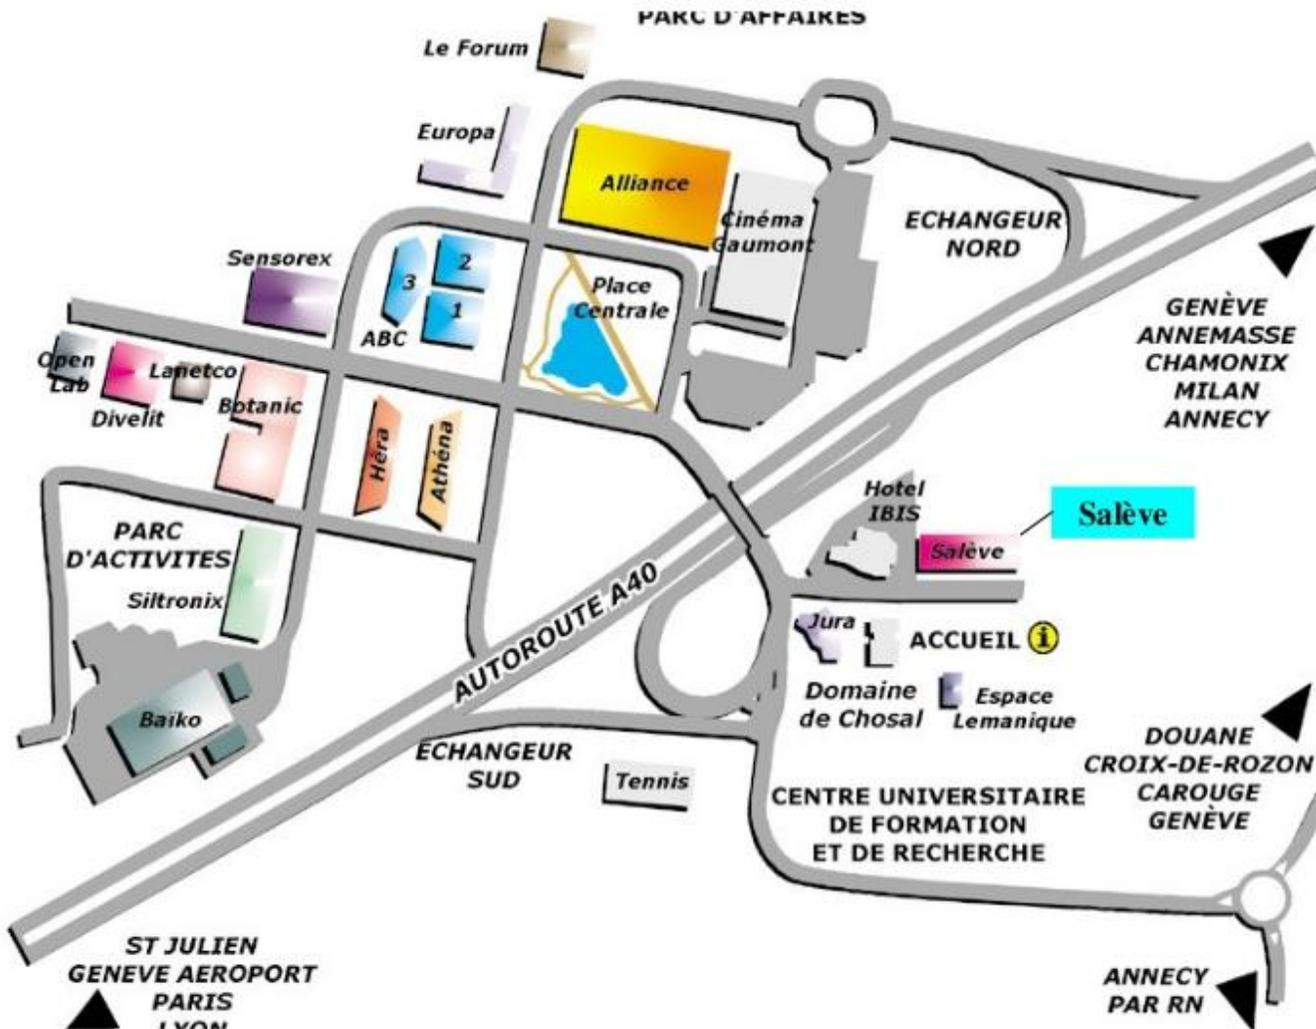 PARC D'AFFAIRES
Le Forum
Europa
Alliance
Cinéma
Gaumont
ECHANGEUR
NORD
Sensorex
3
2
1
ABC
Place
Centrale
GENÈVE
ANNEMASSE
CHAMONIX
MILAN
ANNECY
Open
Lab
Divelit
Lanetco
Botanic
Héra
Athéna
Hotel
IBIS
Salève
Salève
PARC
D'ACTIVITES
Siltronix
AUTOROUTE A40
Jura
ACCUEIL i
Baïko
Domaine
de Chosal
Espace
Lemanique
ECHANGEUR
SUD
Tennis
DOUANE
CROIX-DE-ROZON
CAROUGE
GENÈVE
CENTRE UNIVERSITAIRE
DE FORMATION
ET DE RECHERCHE
ST JULIEN
GENEVE AEROPORT
PARIS
LYON
ANNECY
PAR RN